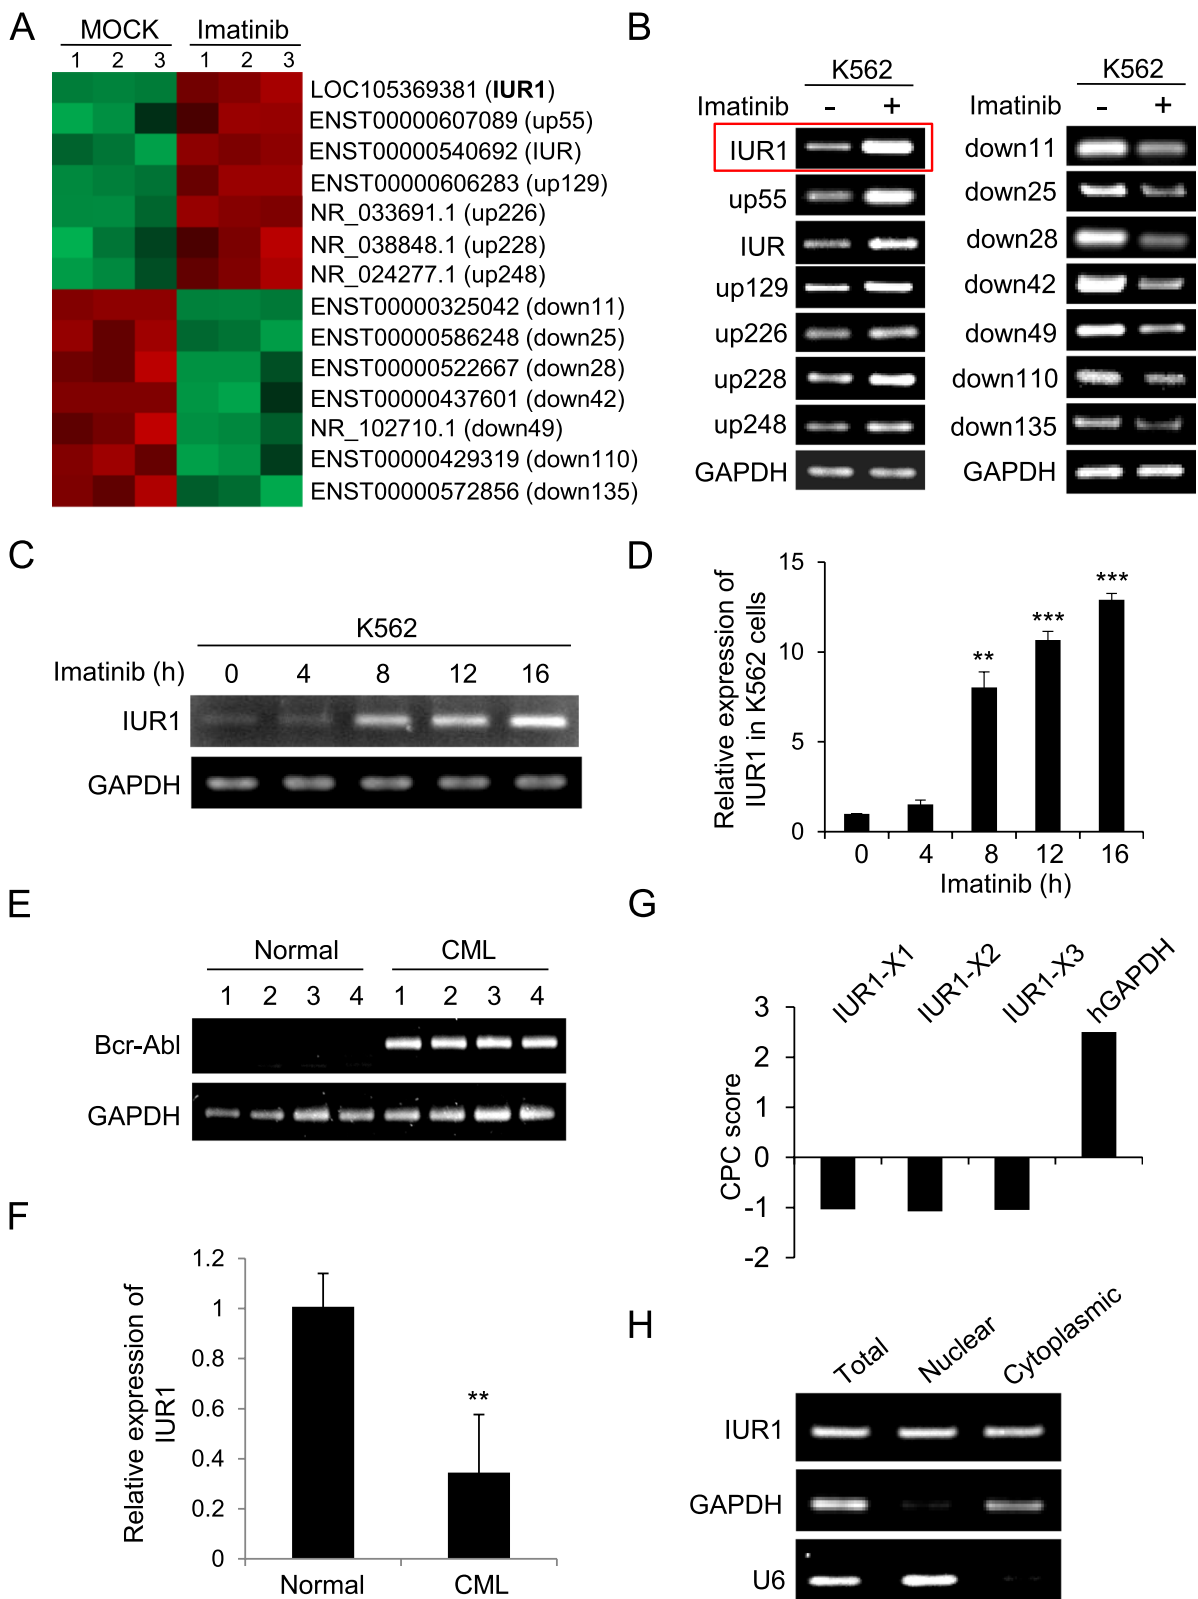 A
MOCK Imatinib
1 2 3 1 2 3
LOC105369381 (IUR1)
ENST00000607089 (up55)
ENST00000540692 (IUR)
ENST00000606283 (up129)
NR_033691.1 (up226)
NR_038848.1 (up228)
NR_024277.1 (up248)
ENST00000325042 (down11)
ENST00000586248 (down25)
ENST00000522667 (down28)
ENST00000437601 (down42)
NR_102710.1 (down49)
ENST00000429319 (down110)
ENST00000572856 (down135)
B
K562
Imatinib - +
IUR1
up55
IUR
up129
up226
up228
up248
GAPDH
K562
Imatinib - +
down11
down25
down28
down42
down49
down110
down135
GAPDH
C
K562
Imatinib (h) 0 4 8 12 16
IUR1
GAPDH
D
Relative expression of
IUR1 in K562 cells
15
10
5
0
** *** ***
0 4 8 12 16
Imatinib (h)
E
Normal CML
1 2 3 4 1 2 3 4
Bcr-Abl
GAPDH
F
Relative expression of
IUR1
1.2
1
0.8
0.6
0.4
0.2
0
**
Normal CML
G
IUR1-X1 IUR1-X2 IUR1-X3 hGAPDH
CPC score
3
2
1
0
-1
-2
H
Total Nuclear Cytoplasmic
IUR1
GAPDH
U6